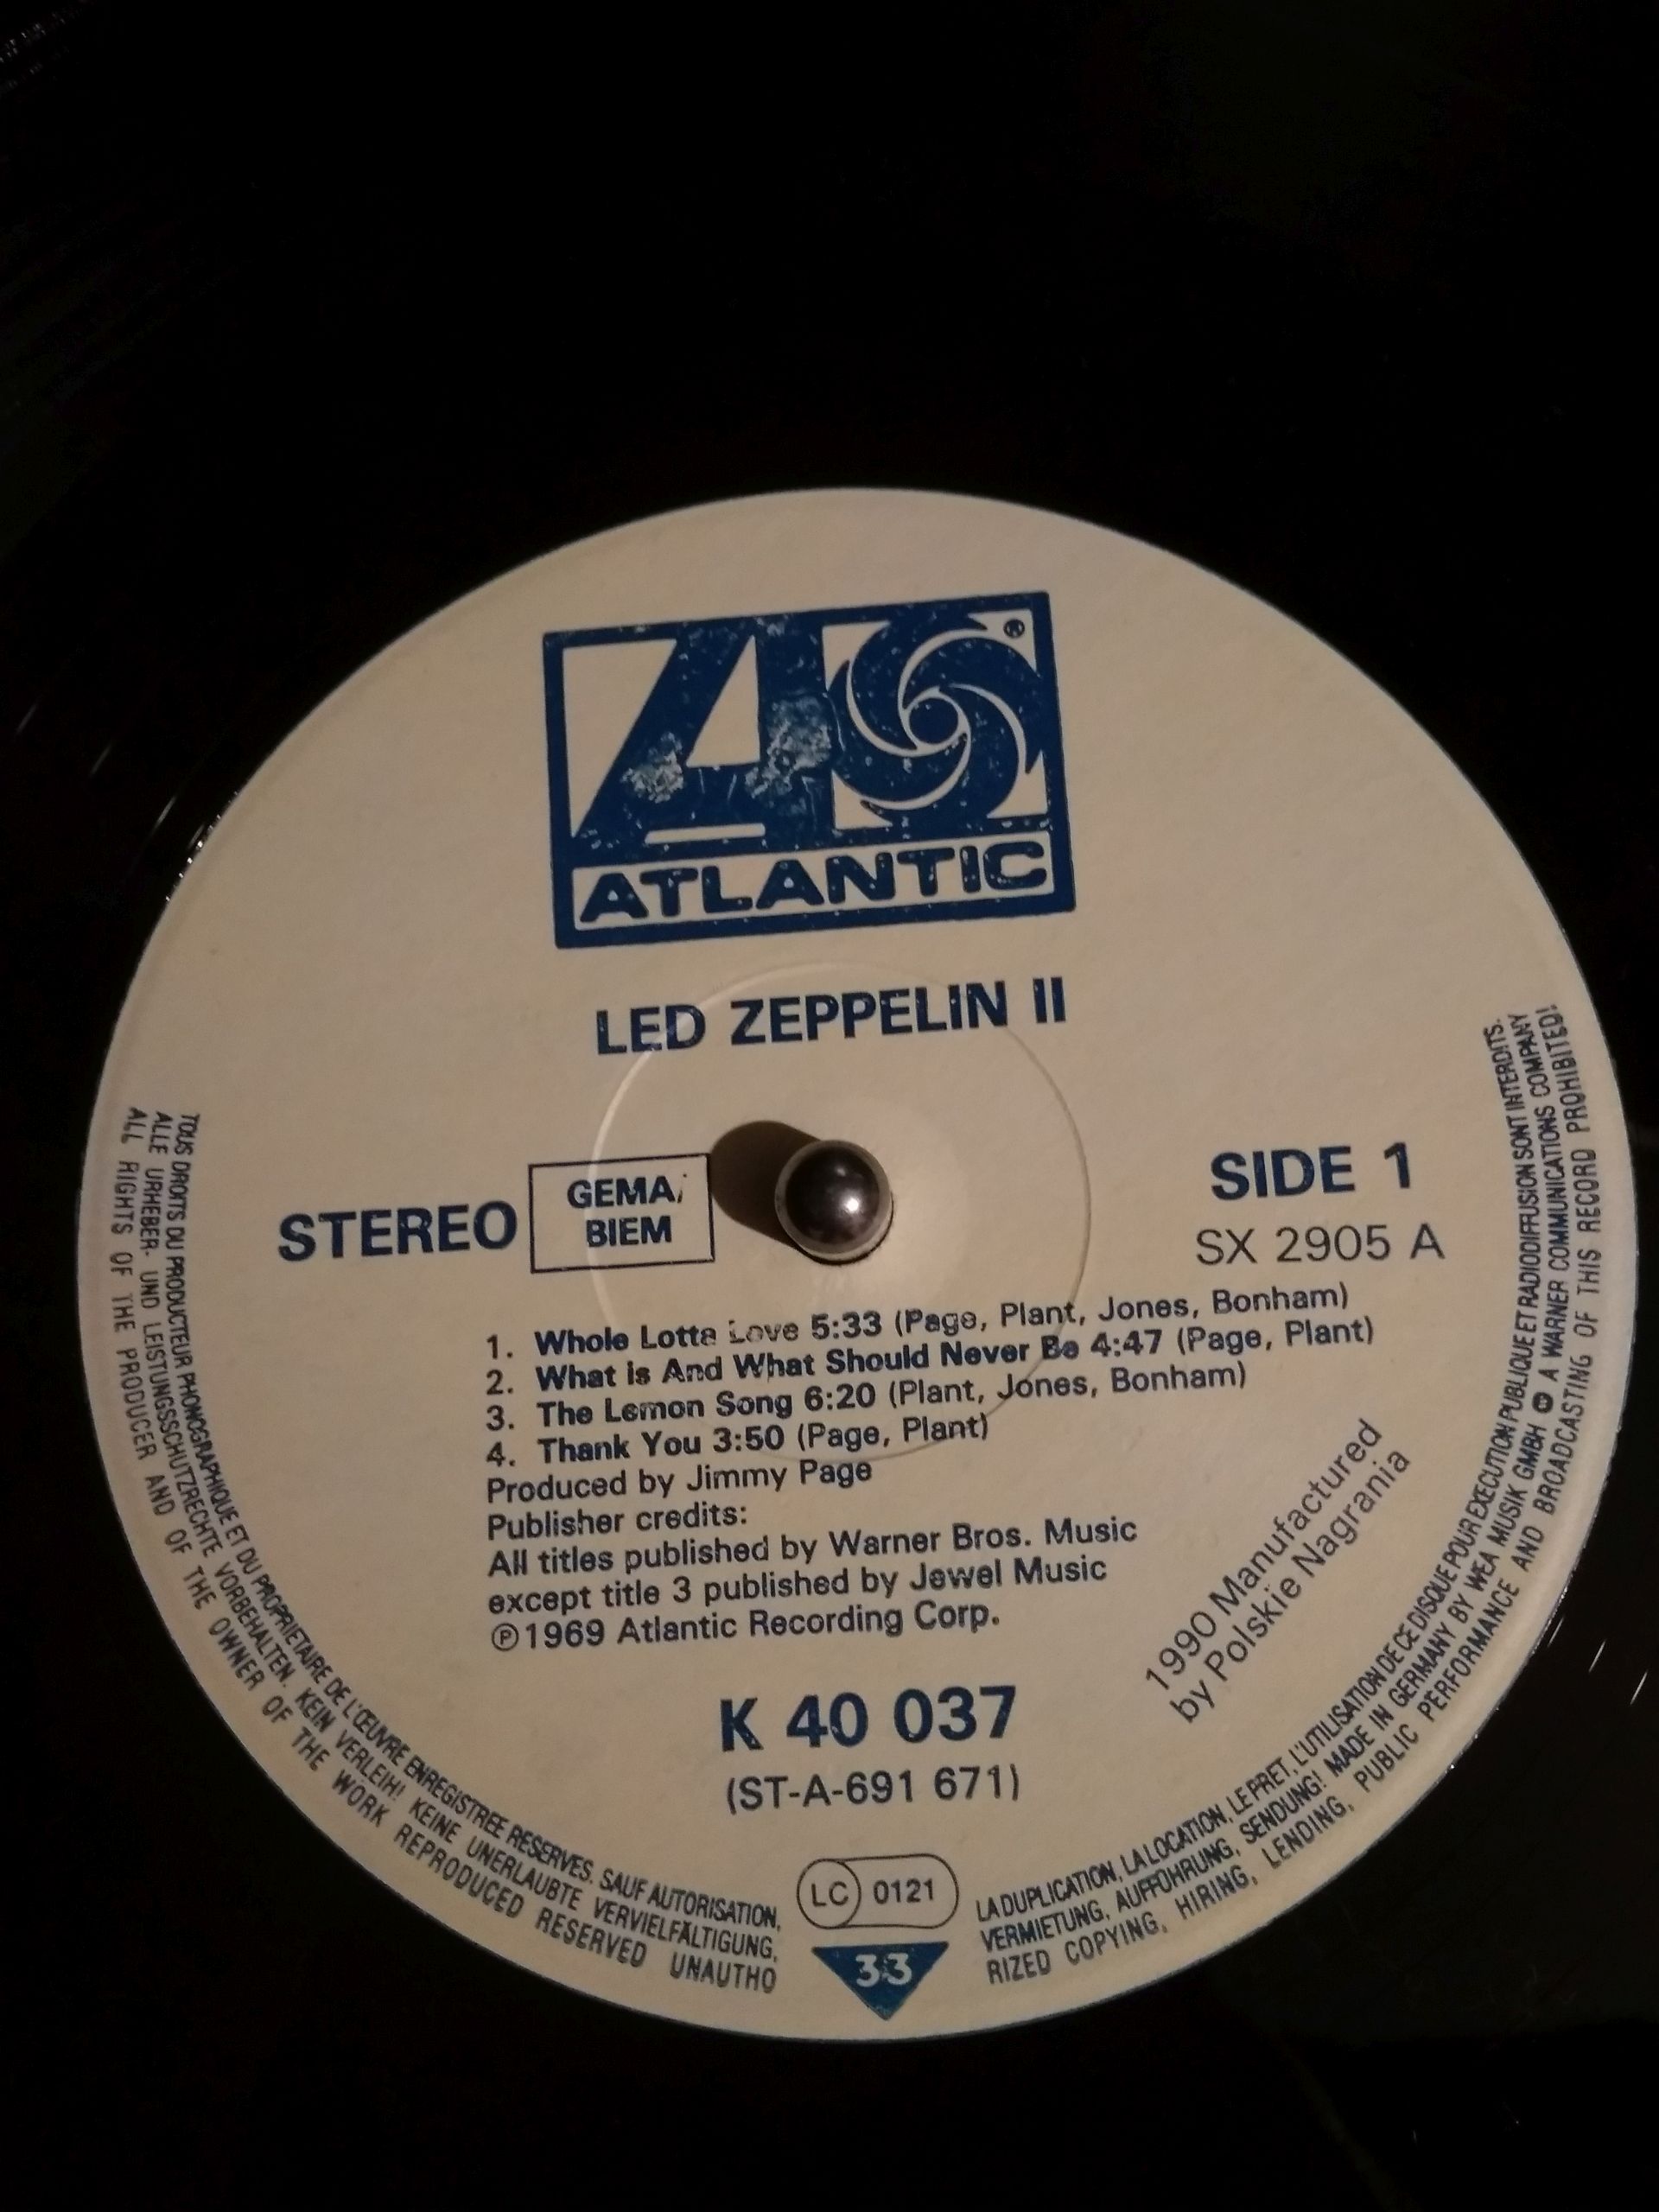 ®
ATLANTIC
LED ZEPPELIN II
STEREO
GEMA/
BIEM
SIDE 1
SX 2905 A
1. Whole Lotta Love 5:33 (Page, Plant, Jones, Bonham)
2. What is And What Should Never Be 4:47 (Page, Plant)
3. The Lemon Song 6:20 (Plant, Jones, Bonham)
4. Thank You 3:50 (Page, Plant)
Produced by Jimmy Page
Publisher credits:
All titles published by Warner Bros. Music
except title 3 published by Jewel Music
℗1969 Atlantic Recording Corp.
1990 Manufactured
by Polskie Nagrania
K 40 037
(ST-A-691 671)
LC 0121
33
TOUS DROITS DU PRODUCTEUR PHONOGRAPHIQUE ET DU PROPRIETAIRE DE L'ŒUVRE ENREGISTREE RESERVES. SAUF AUTORISATION, LA DUPLICATION, LA LOCATION, LE PRET, L'UTILISATION DE CE DISQUE POUR EXECUTION PUBLIQUE ET RADIODIFFUSION SONT INTERDITS.
ALLE URHEBER- UND LEISTUNGSSCHUTZRECHTE VORBEHALTEN. KEIN VERLEIH! KEINE UNERLAUBTE VERVIELFÄLTIGUNG, VERMIETUNG, AUFFÜHRUNG, SENDUNG! MADE IN GERMANY BY WEA MUSIK GMBH A WARNER COMMUNICATIONS COMPANY
ALL RIGHTS OF THE PRODUCER AND OF THE OWNER OF THE WORK REPRODUCED RESERVED UNAUTHORIZED COPYING, HIRING, LENDING, PUBLIC PERFORMANCE AND BROADCASTING OF THIS RECORD PROHIBITED!